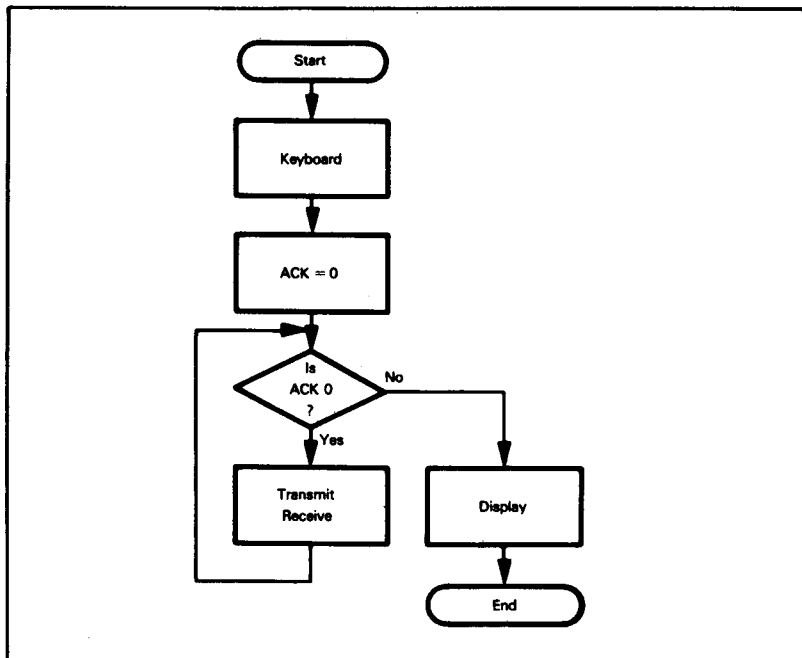 Start
Keyboard
ACK = 0
Is
ACK 0
?
No
Yes
Transmit
Receive
Display
End